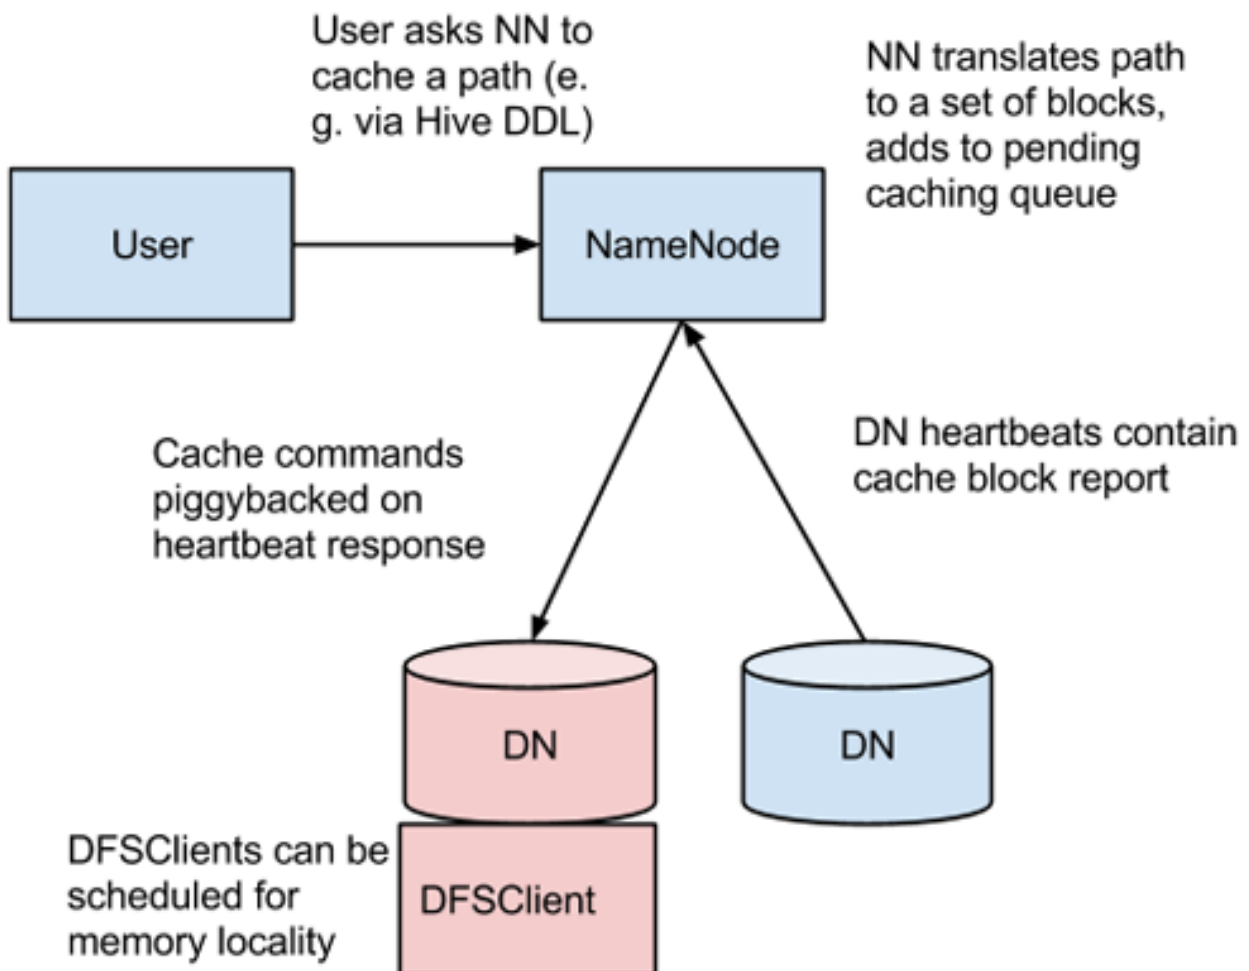 User asks NN to
cache a path (e.
g. via Hive DDL)
NN translates path
to a set of blocks,
adds to pending
caching queue
User
NameNode
Cache commands
piggybacked on
heartbeat response
DN heartbeats contain
cache block report
DN
DN
DFSClients can be
scheduled for
memory locality
DFSClient